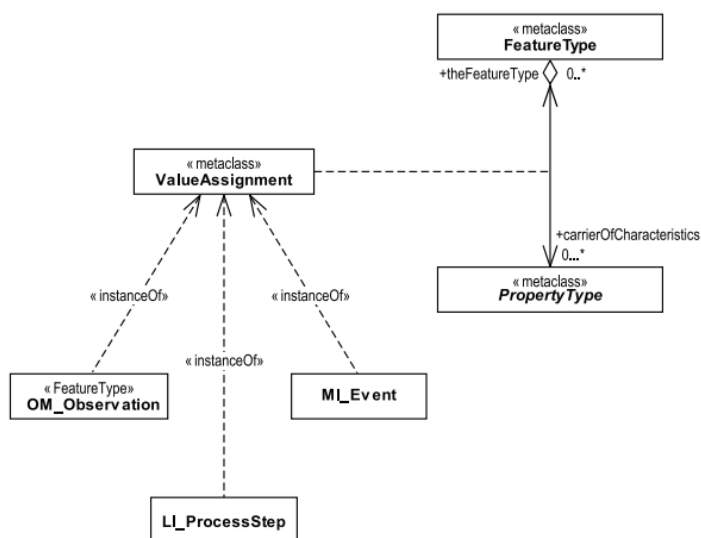 « metaclass»
FeatureType
+theFeatureType 0..*
« metaclass»
ValueAssignment
+carrierOfCharacteristics
0...*
« metaclass»
PropertyType
« instanceOf» « instanceOf»
« instanceOf»
« FeatureType»
OM_Observation
MI_Event
LI_ProcessStep